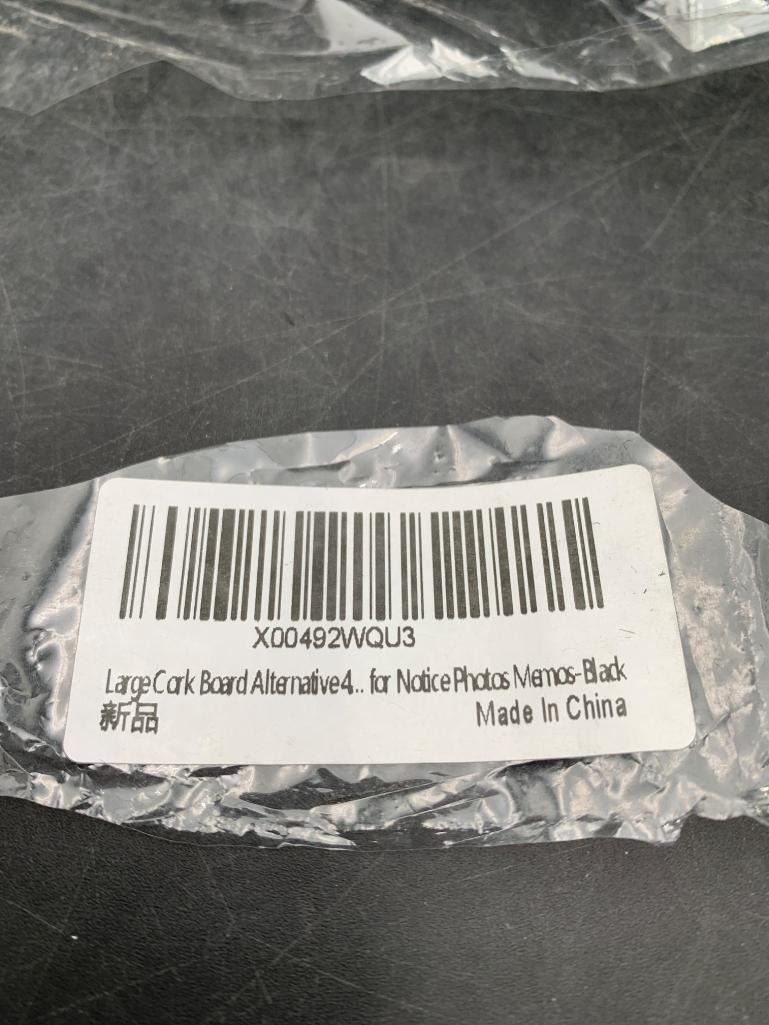 X00492WQU3
Large Cork Board Alternative4... for Notice Photos Memos-Black
新品
Made In China